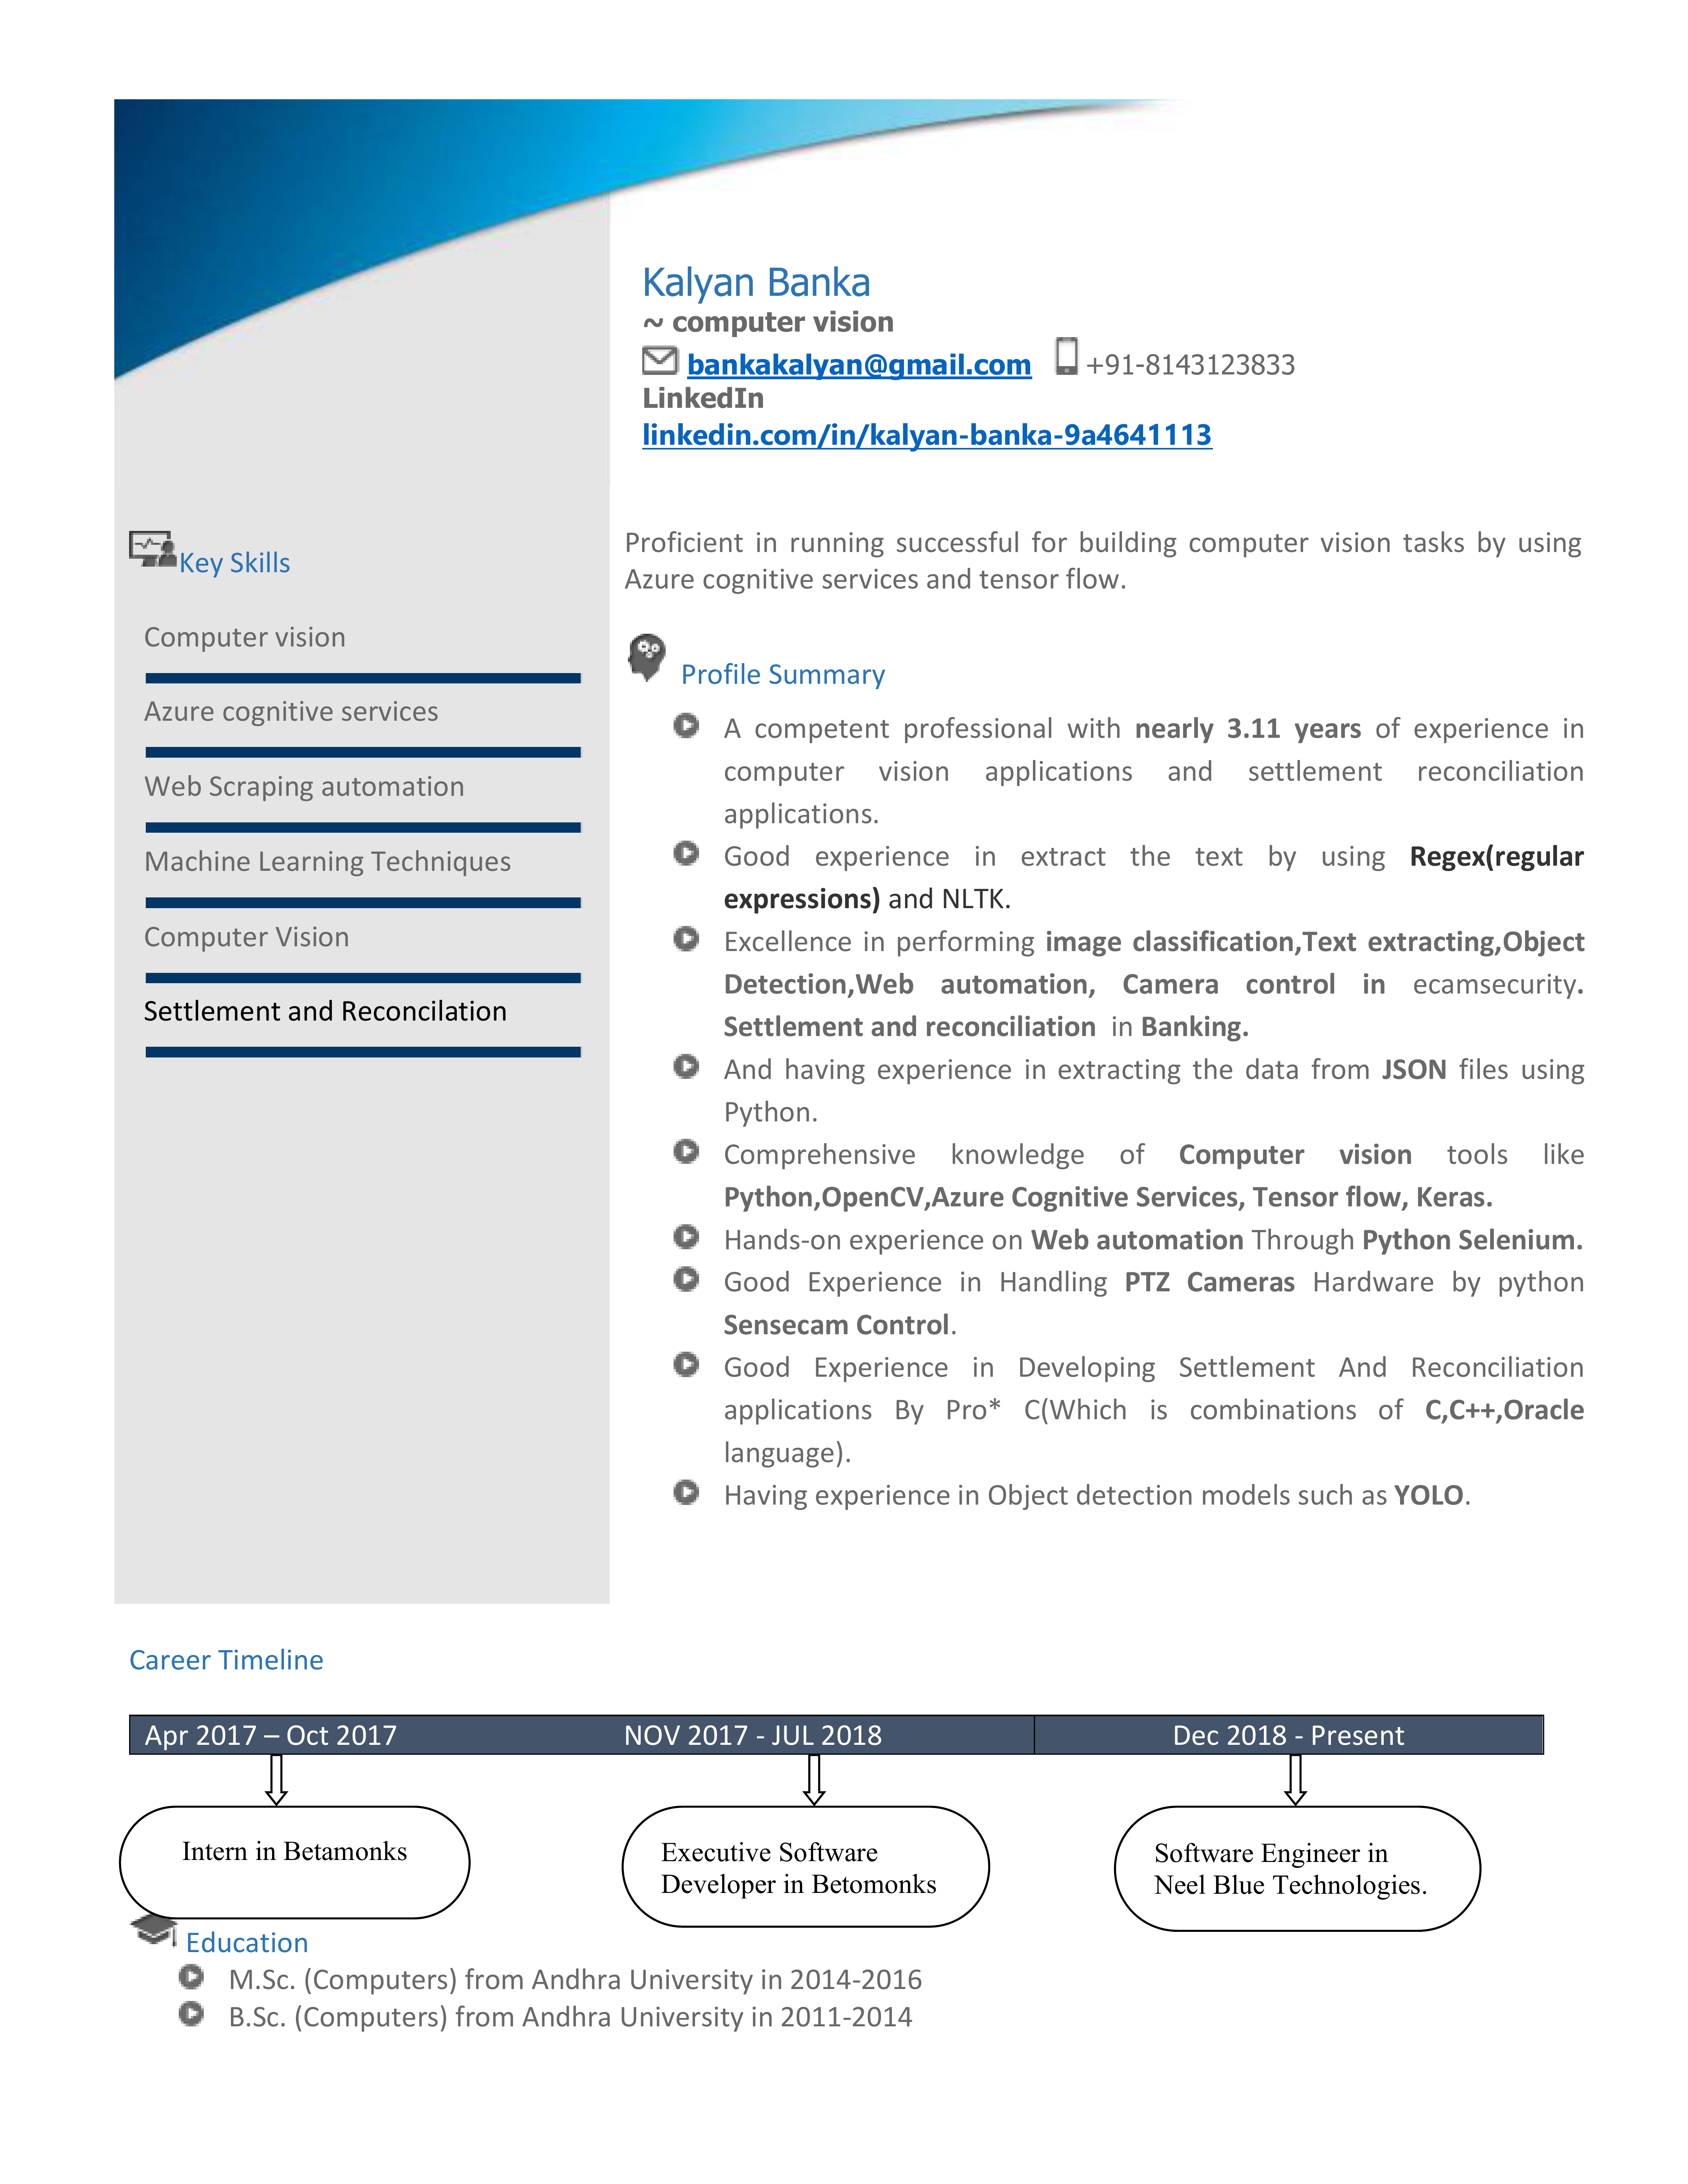 Kalyan Banka
~ computer vision
bankakalyan@gmail.com +91-8143123833
LinkedIn
linkedin.com/in/kalyan-banka-9a4641113
Key Skills
Computer vision
Azure cognitive services
Web Scraping automation
Machine Learning Techniques
Computer Vision
Settlement and Reconcilation
Proficient in running successful for building computer vision tasks by using
Azure cognitive services and tensor flow.
Profile Summary
A competent professional with nearly 3.11 years of experience in
computer vision applications and settlement reconciliation
applications.
Good experience in extract the text by using Regex(regular
expressions) and NLTK.
Excellence in performing image classification,Text extracting,Object
Detection,Web automation, Camera control in ecamsecurity.
Settlement and reconciliation in Banking.
And having experience in extracting the data from JSON files using
Python.
Comprehensive knowledge of Computer vision tools like
Python,OpenCV,Azure Cognitive Services, Tensor flow, Keras.
Hands-on experience on Web automation Through Python Selenium.
Good Experience in Handling PTZ Cameras Hardware by python
Sensecam Control.
Good Experience in Developing Settlement And Reconciliation
applications By Pro* C(Which is combinations of C,C++,Oracle
language).
Having experience in Object detection models such as YOLO.
Career Timeline
Apr 2017 – Oct 2017 NOV 2017 - JUL 2018 Dec 2018 - Present
Intern in Betamonks
Executive Software
Developer in Betomonks
Software Engineer in
Neel Blue Technologies.
Education
M.Sc. (Computers) from Andhra University in 2014-2016
B.Sc. (Computers) from Andhra University in 2011-2014